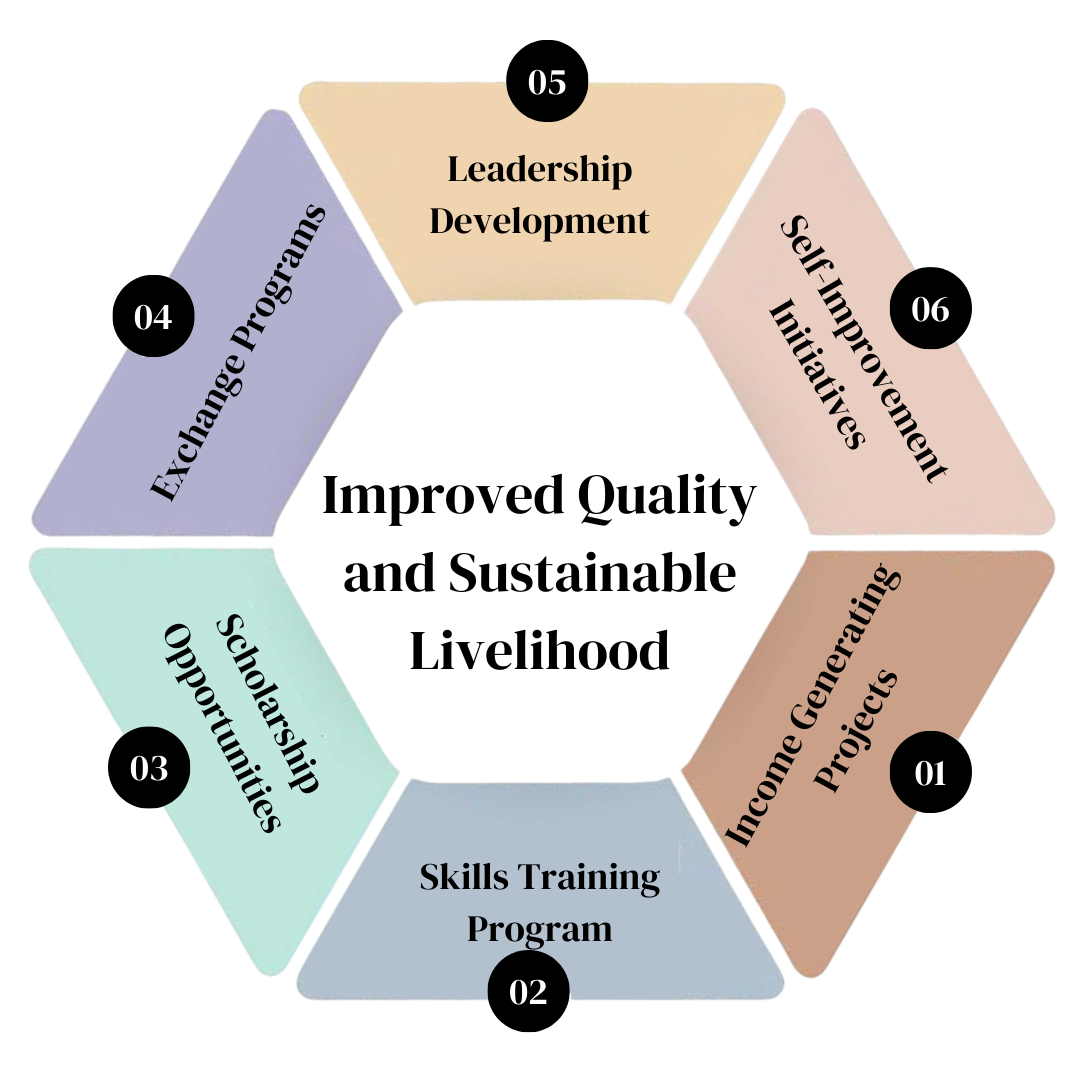 05
Leadership
Development
06
Self-Improvement
Initiatives
04
Exchange Programs
Improved Quality
and Sustainable
Livelihood
03
Scholarship
Opportunities
01
Income Generating
Projects
Skills Training
Program
02